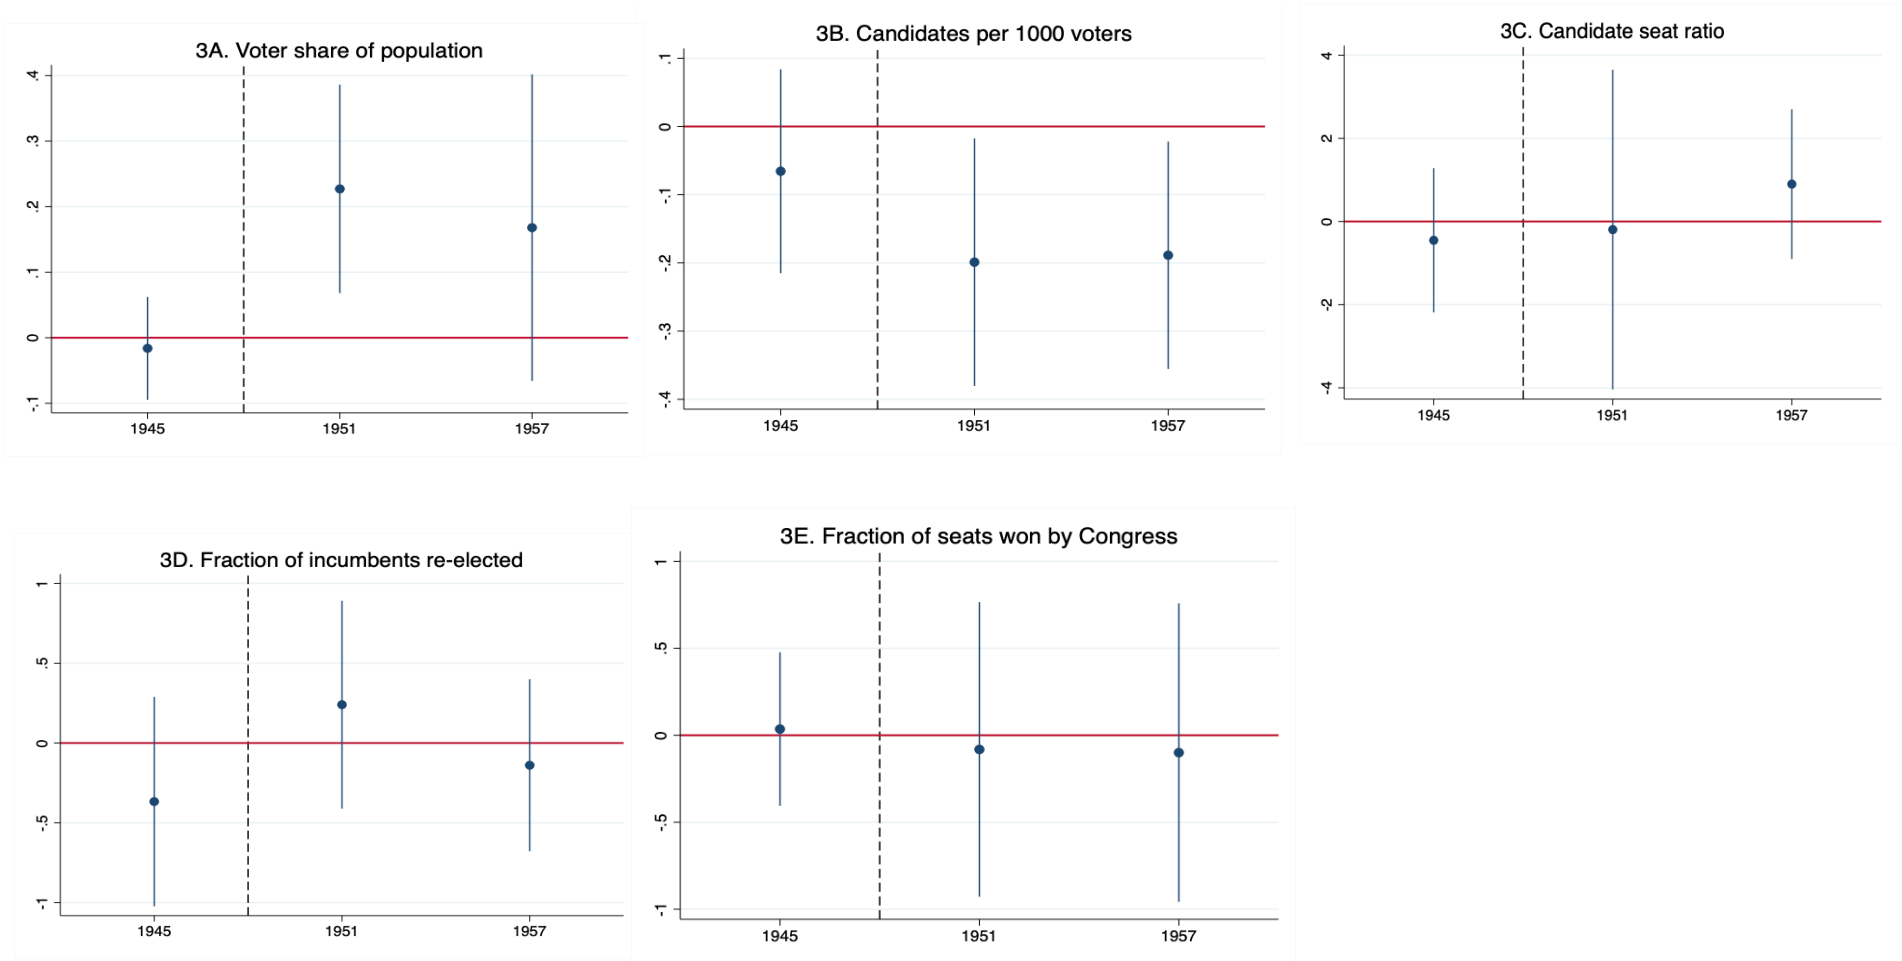 3A. Voter share of population
.4
.3
.2
.1
0
-.1
1945 1951 1957
3B. Candidates per 1000 voters
.1
0
-.1
-.2
-.3
-.4
1945 1951 1957
3C. Candidate seat ratio
4
2
0
-2
-4
1945 1951 1957
3D. Fraction of incumbents re-elected
1
.5
0
-.5
-1
1945 1951 1957
3E. Fraction of seats won by Congress
1
.5
0
-.5
-1
1945 1951 1957